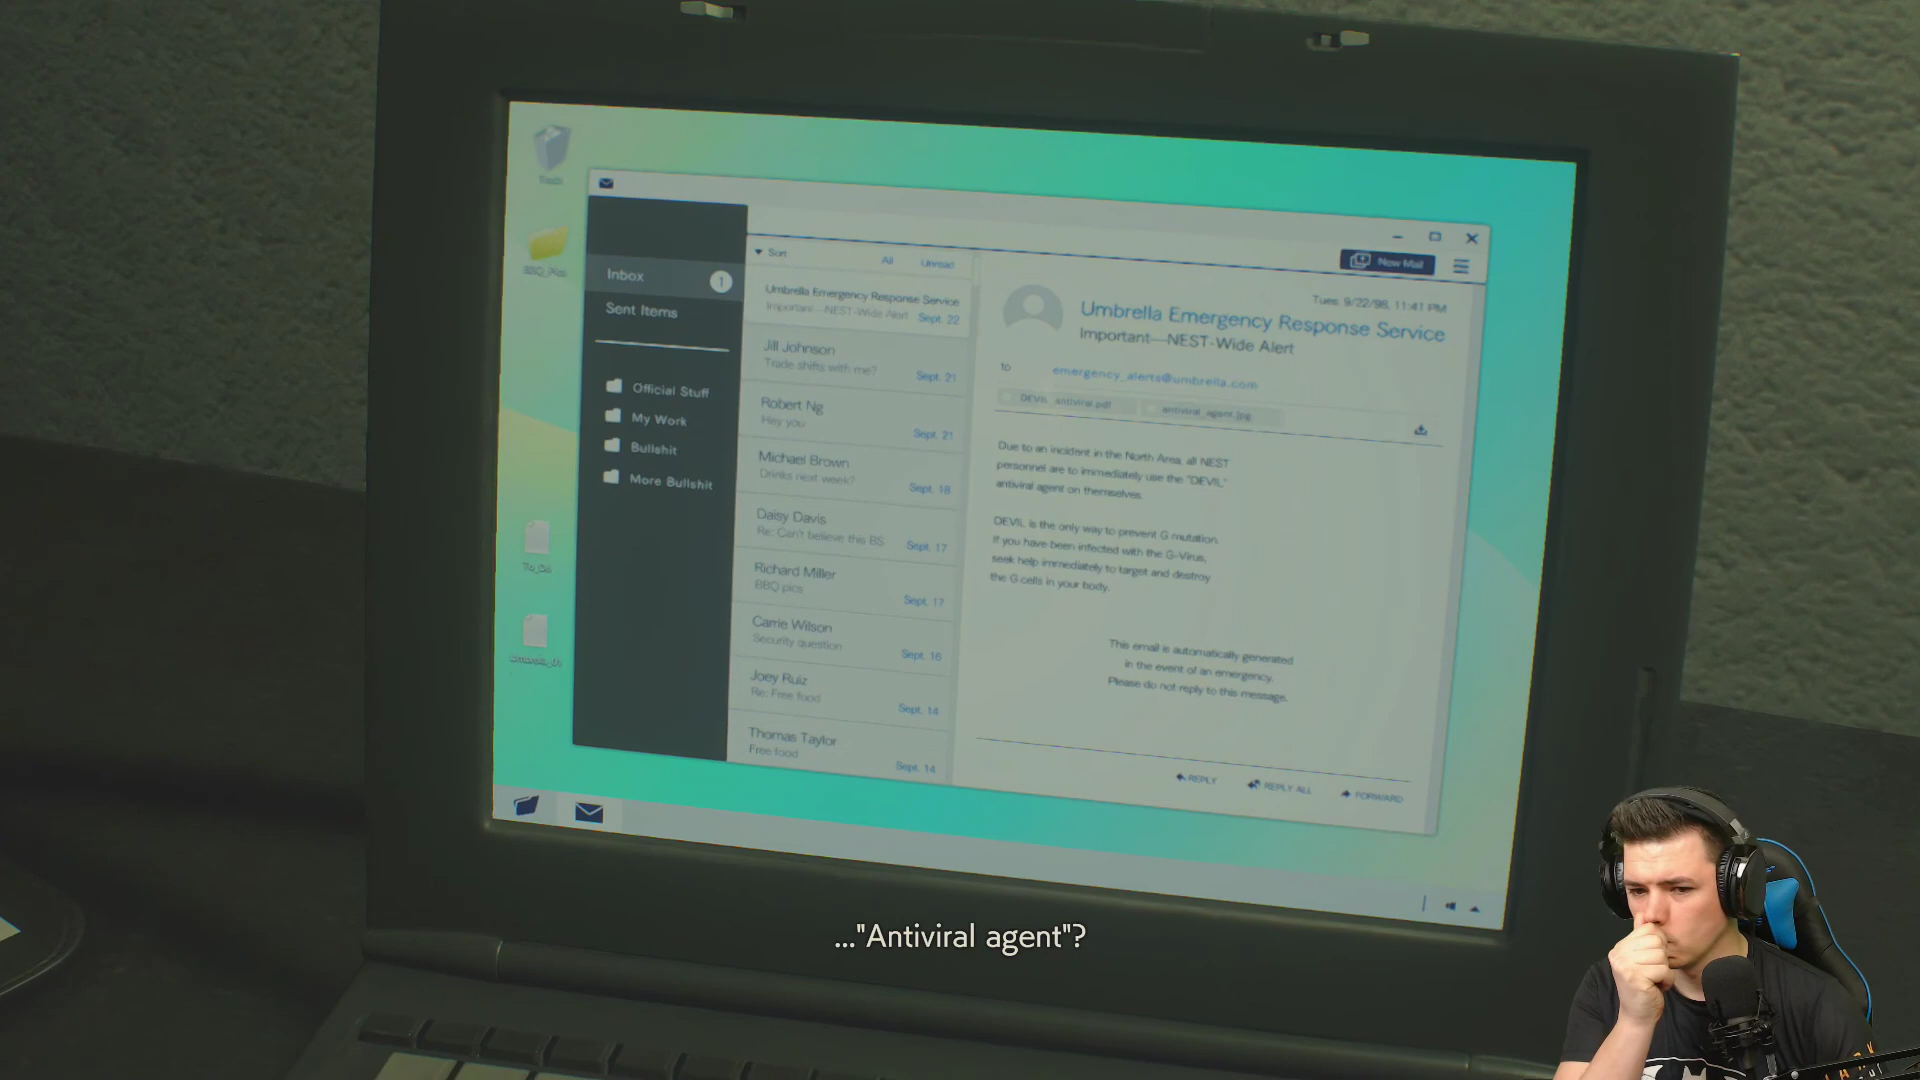 Tools
BBQ_Pics
To_Do
Inbox
1
Sent Items
Official Stuff
My Work
Bullshit
More Bullshit
Sort
All
Unread
Umbrella Emergency Response Service
Important—NEST-Wide Alert
Sept. 22
Jill Johnson
Trade shifts with me?
Sept. 21
Robert Ng
Hey you
Sept. 21
Michael Brown
Drinks next week?
Sept. 18
Daisy Davis
Re: Can't believe this BS
Sept. 17
Richard Miller
BBQ pics
Sept. 17
Carrie Wilson
Security question
Sept. 16
Joey Ruiz
Re: Free food
Sept. 14
Thomas Taylor
Free food
Sept. 14
New Mail
Tues. 9/22/98, 11:41 PM
Umbrella Emergency Response Service
Important—NEST-Wide Alert
to
emergency_alerts@umbrella.com
DEVIL_antiviral.pdf
antiviral_agent.jpg
Due to an incident in the North Area, all NEST
personnel are to immediately use the "DEVIL"
antiviral agent on themselves.
DEVIL is the only way to prevent G mutation.
If you have been infected with the G-Virus,
seek help immediately to target and destroy
the G cells in your body.
This email is automatically generated
in the event of an emergency.
Please do not reply to this message.
REPLY
REPLY ALL
FORWARD
..."Antiviral agent"?